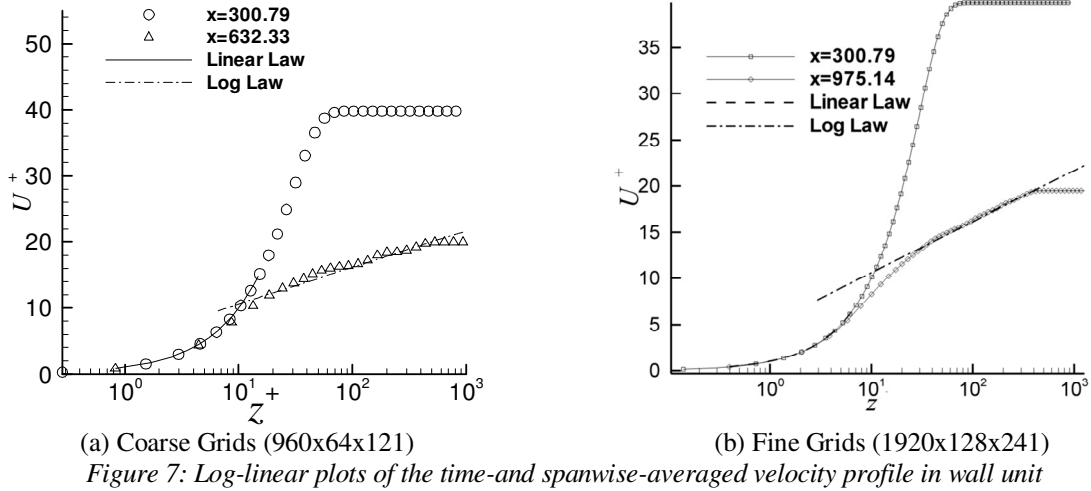 x=300.79
x=632.33
Linear Law
Log Law
50
40
30
20
10
0
U+
10^0
10^1
10^2
10^3
z+
(a) Coarse Grids (960x64x121)
x=300.79
x=975.14
Linear Law
Log Law
35
30
25
20
15
10
5
0
U+
10^0
10^1
10^2
10^3
z
(b) Fine Grids (1920x128x241)
Figure 7: Log-linear plots of the time-and spanwise-averaged velocity profile in wall unit